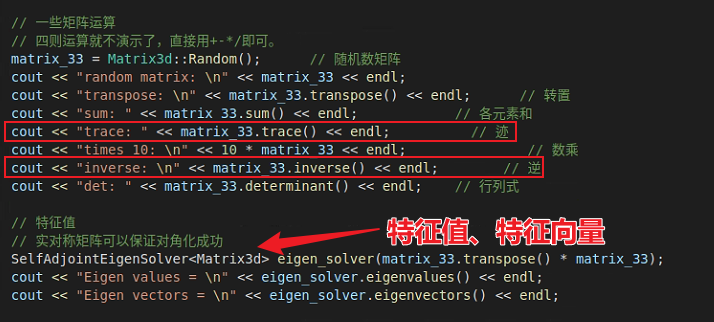 // 一些矩阵运算
// 四则运算就不演示了，直接用+-*/即可。
matrix_33 = Matrix3d::Random();      // 随机数矩阵
cout << "random matrix: \n" << matrix_33 << endl;
cout << "transpose: \n" << matrix_33.transpose() << endl;      // 转置
cout << "sum: " << matrix_33.sum() << endl;            // 各元素和
cout << "trace: " << matrix_33.trace() << endl;          // 迹
cout << "times 10: \n" << 10 * matrix_33 << endl;               // 数乘
cout << "inverse: \n" << matrix_33.inverse() << endl;        // 逆
cout << "det: " << matrix_33.determinant() << endl;    // 行列式
// 特征值
// 实对称矩阵可以保证对角化成功
特征值、特征向量
SelfAdjointEigenSolver<Matrix3d> eigen_solver(matrix_33.transpose() * matrix_33);
cout << "Eigen values = \n" << eigen_solver.eigenvalues() << endl;
cout << "Eigen vectors = \n" << eigen_solver.eigenvectors() << endl;